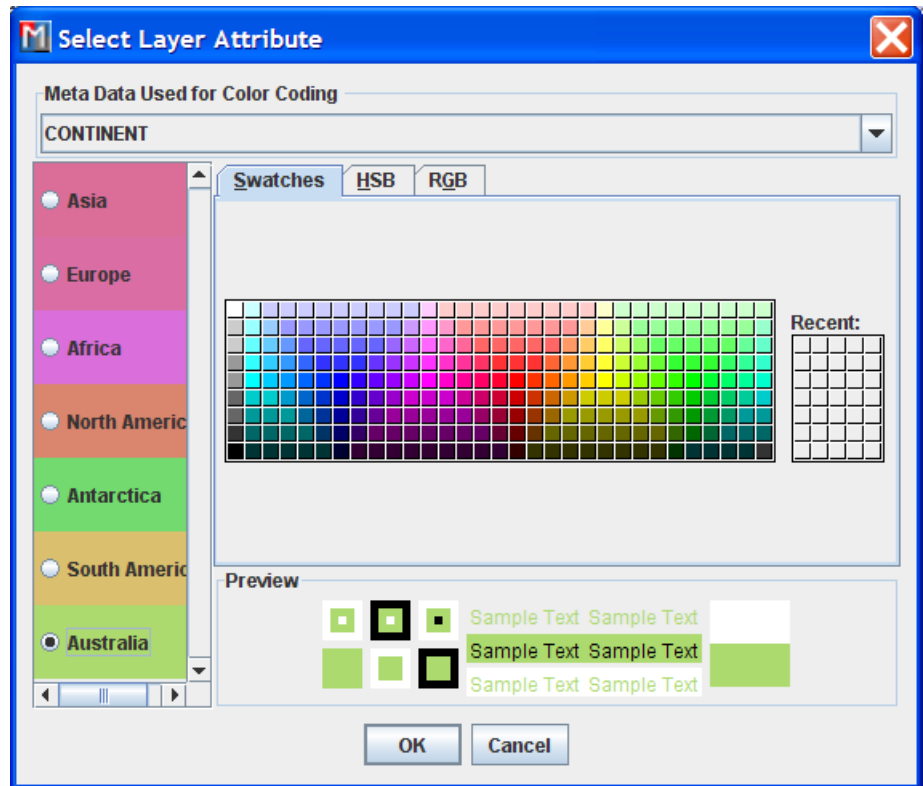 M Select Layer Attribute
Meta Data Used for Color Coding
CONTINENT
Swatches HSB RGB
Asia
Europe
Africa
North Americ
Antarctica
South Americ
Australia
Recent:
Preview
Sample Text Sample Text
Sample Text Sample Text
Sample Text Sample Text
OK Cancel